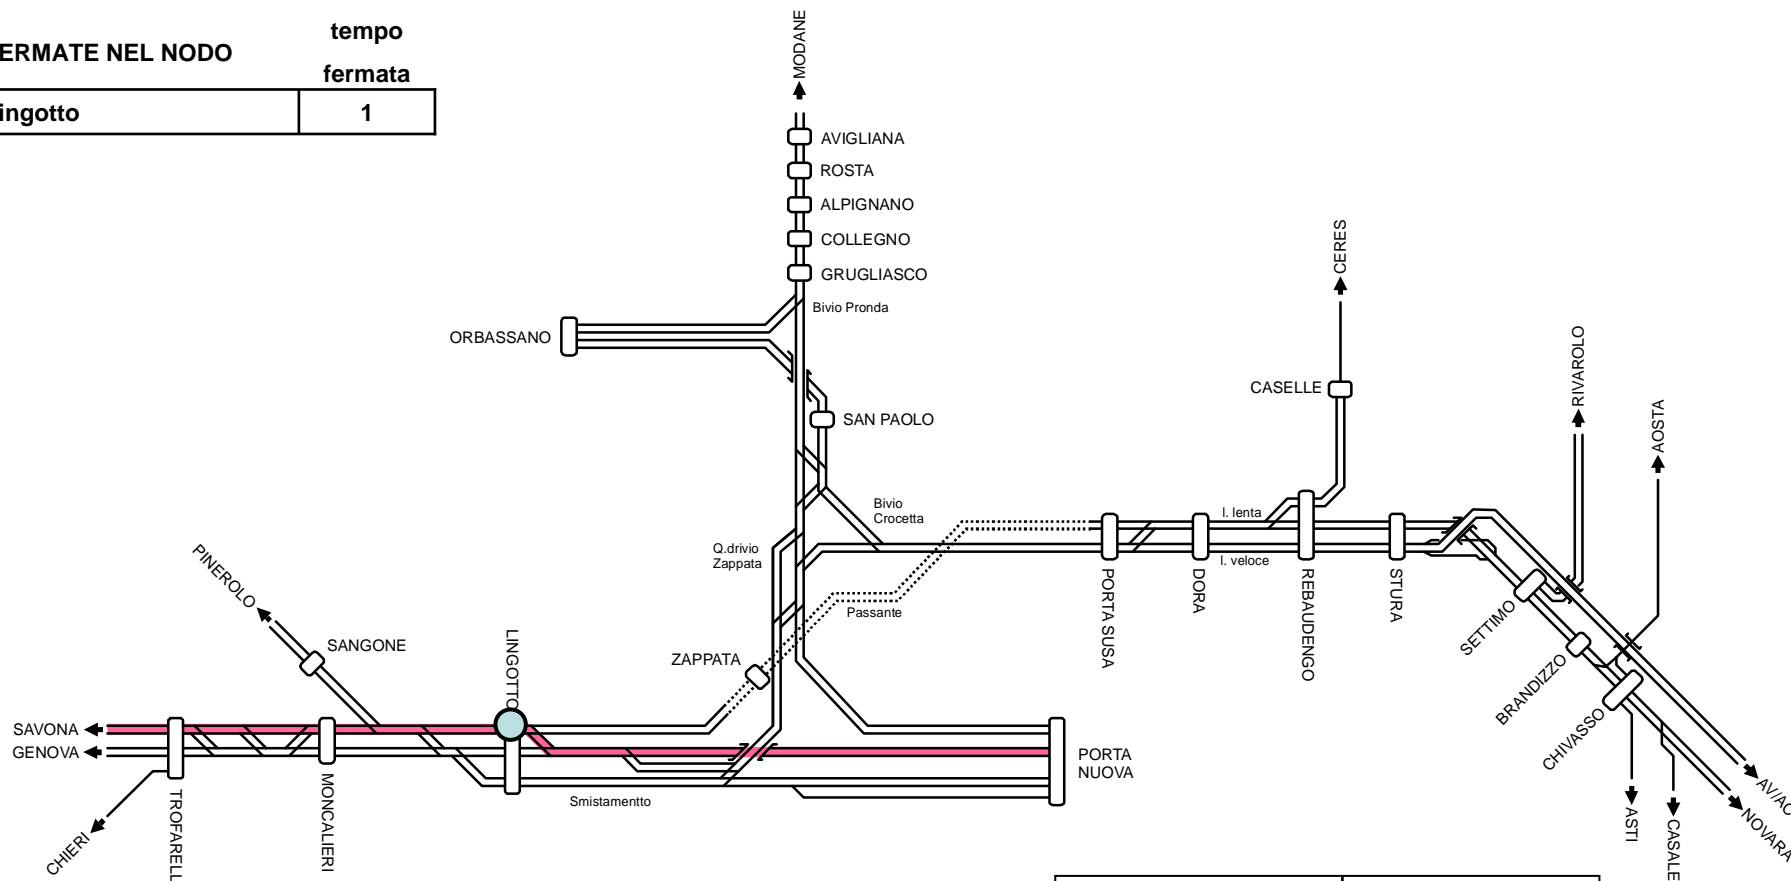 tempo
ERMATE NEL NODO
fermata
ingotto 1
MODANE
AVIGLIANA
ROSTA
ALPIGNANO
COLLEGNO
GRUGLIASCO
Bivio Pronda
ORBASSANO
SAN PAOLO
CERES
CASELLE
RIVAROLO
AOSTA
Bivio
Crocetta
Q.drivio
Zappata
l. lenta
l. veloce
Passante
PORTA SUSA
DORA
REBAUDENGO
STURA
SETTIMO
BRANDIZZO
CHIVASSO
PINEROLO
SANGONE
LINGOTTO
ZAPPATA
SAVONA
GENOVA
PORTA
NUOVA
Smistamentto
CHIERI
TROFARELL
MONCALIERI
ASTI
CASALE
NOVARA
AV/AC